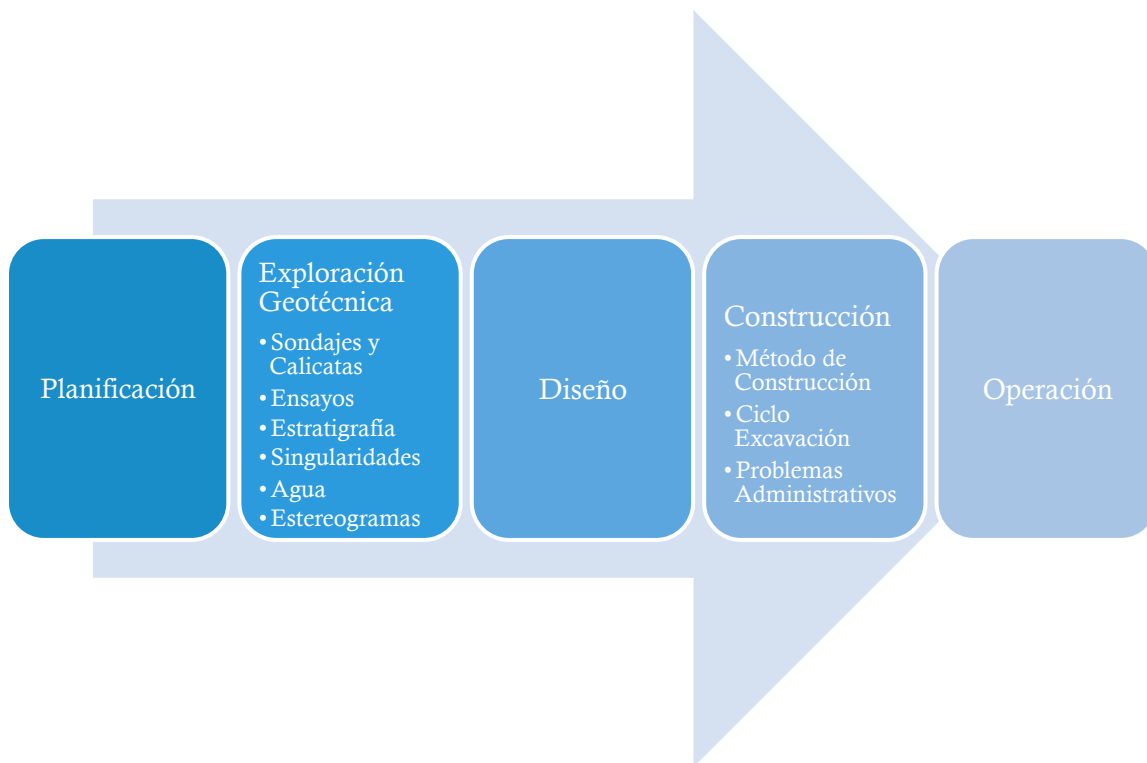 Planificación
Exploración
Geotécnica
• Sondajes y
Calicatas
• Ensayos
• Estratigrafía
• Singularidades
• Agua
• Estereogramas
Diseño
Construcción
• Método de
Construcción
• Ciclo
Excavación
• Problemas
Administrativos
Operación